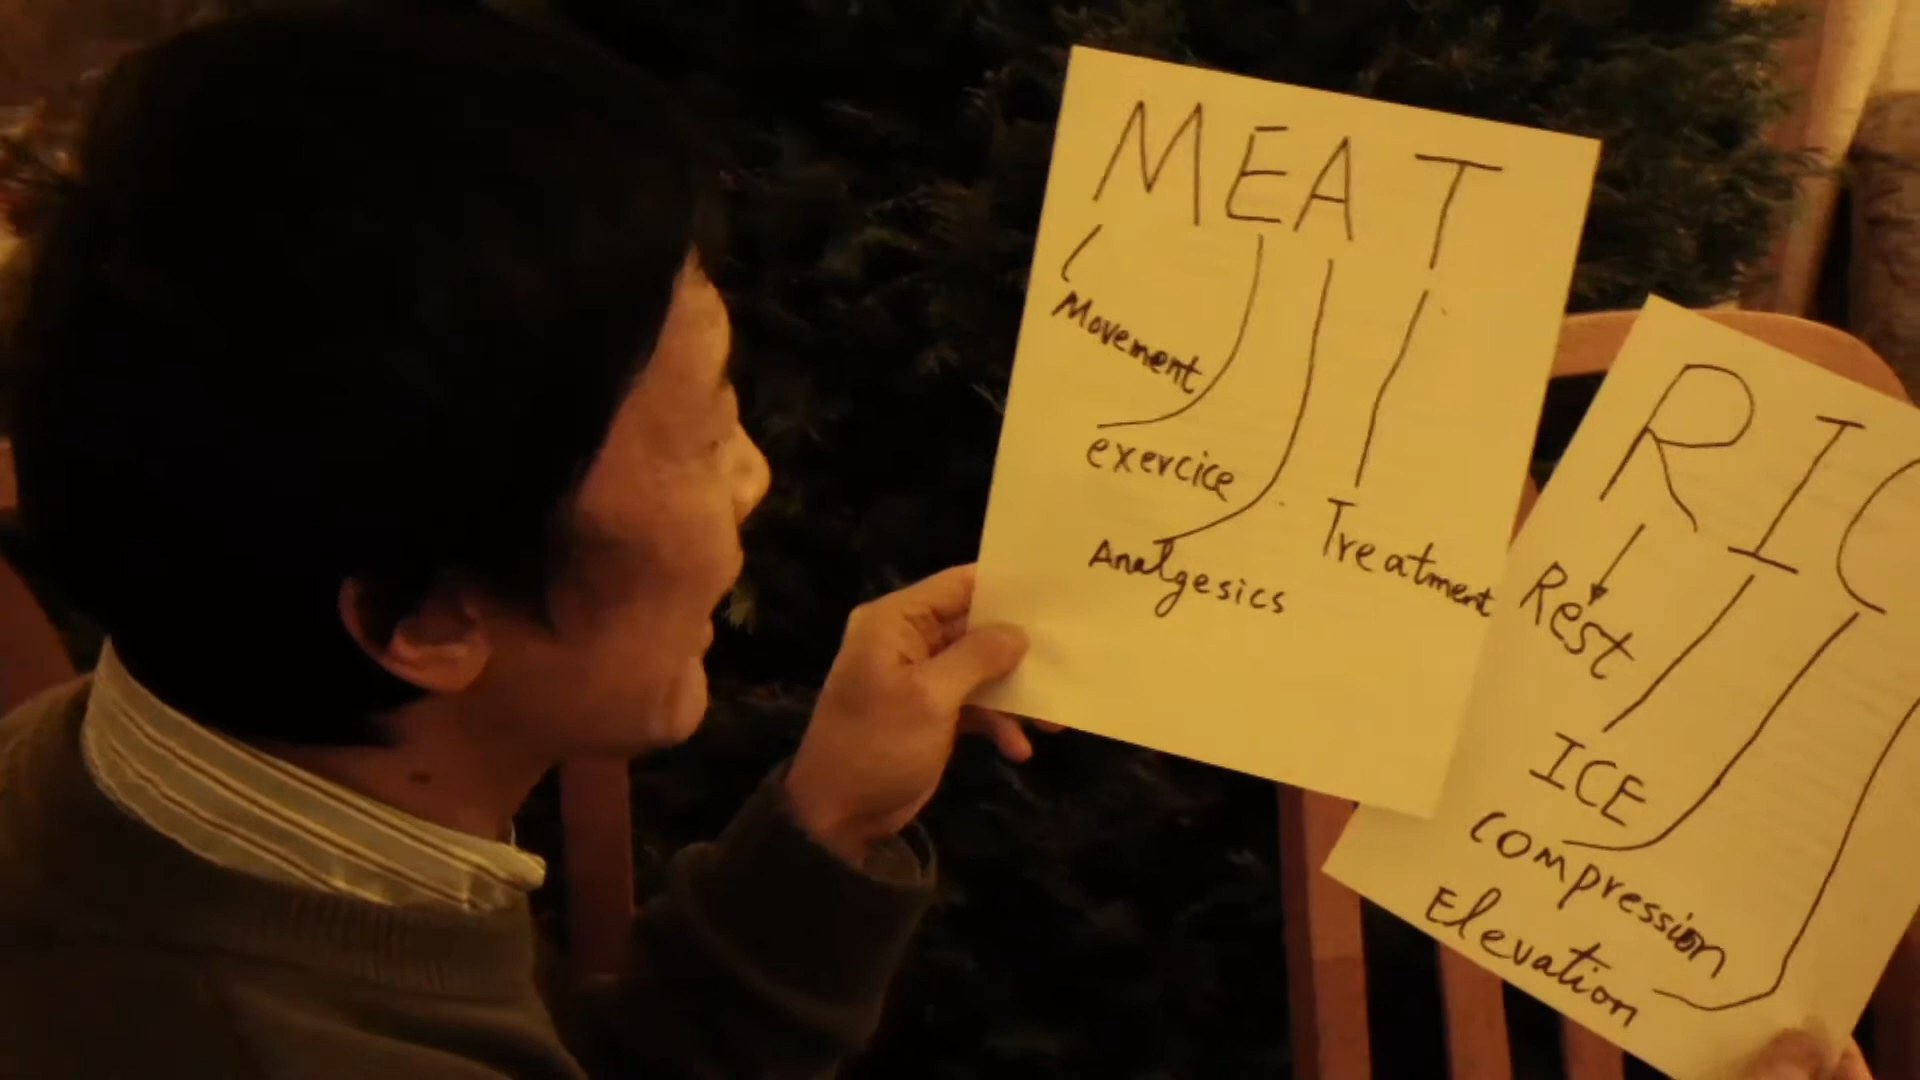 MEAT
Movement
exercice
Analgesics
Treatment
RIC
Rest
ICE
compression
Elevation